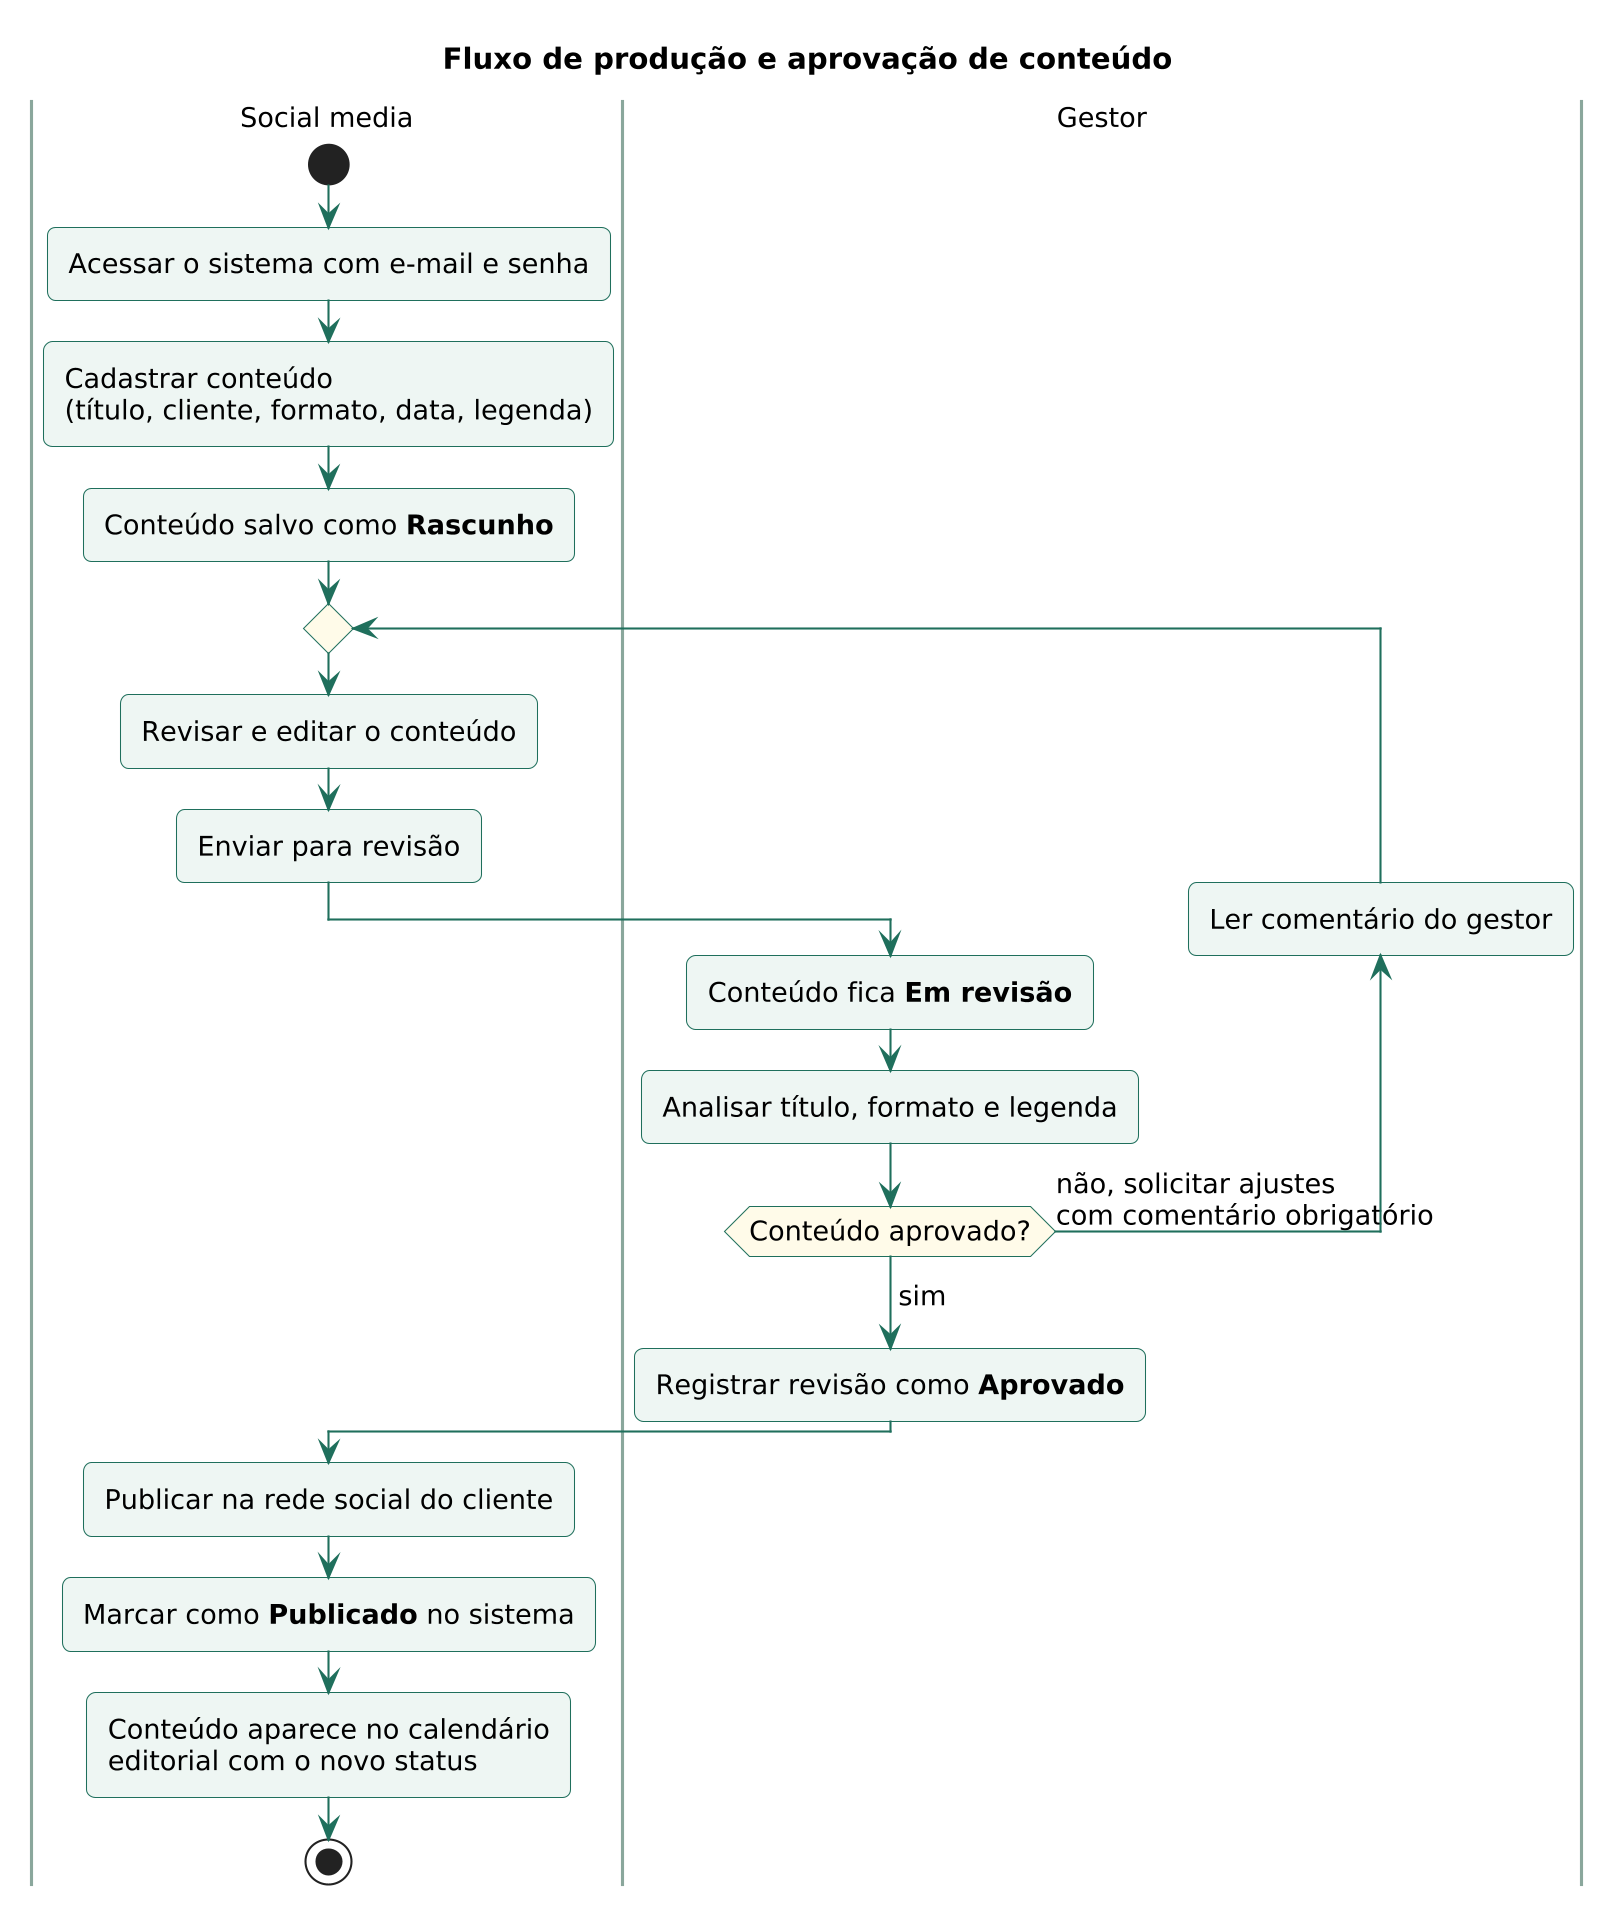 Fluxo de produção e aprovação de conteúdo
Social media
Gestor
Acessar o sistema com e-mail e senha
Cadastrar conteúdo
(título, cliente, formato, data, legenda)
Conteúdo salvo como Rascunho
Revisar e editar o conteúdo
Enviar para revisão
Ler comentário do gestor
Conteúdo fica Em revisão
Analisar título, formato e legenda
não, solicitar ajustes
com comentário obrigatório
Conteúdo aprovado?
sim
Registrar revisão como Aprovado
Publicar na rede social do cliente
Marcar como Publicado no sistema
Conteúdo aparece no calendário
editorial com o novo status